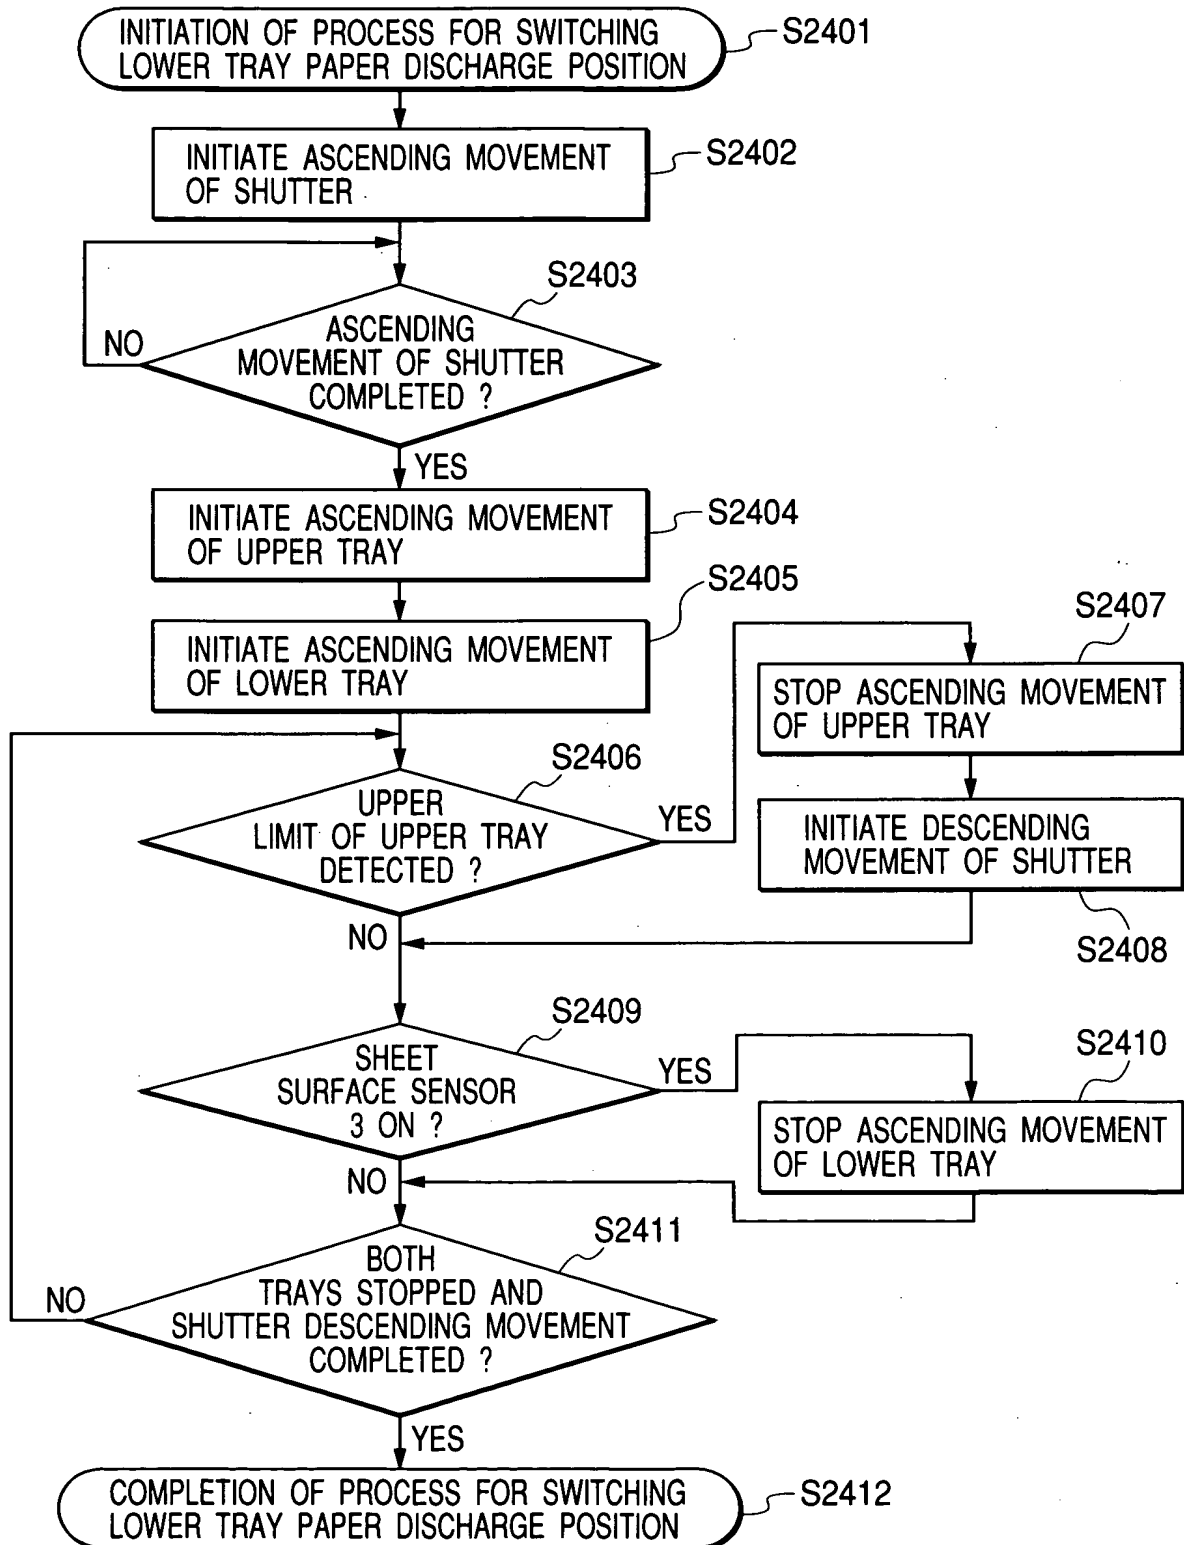 INITIATION OF PROCESS FOR SWITCHING
LOWER TRAY PAPER DISCHARGE POSITION
S2401
INITIATE ASCENDING MOVEMENT
OF SHUTTER
S2402
S2403
ASCENDING
MOVEMENT OF SHUTTER
COMPLETED ?
NO
YES
INITIATE ASCENDING MOVEMENT
OF UPPER TRAY
S2404
INITIATE ASCENDING MOVEMENT
OF LOWER TRAY
S2405
S2406
UPPER
LIMIT OF UPPER TRAY
DETECTED ?
YES
NO
S2407
STOP ASCENDING MOVEMENT
OF UPPER TRAY
INITIATE DESCENDING
MOVEMENT OF SHUTTER
S2408
S2409
SHEET
SURFACE SENSOR
3 ON ?
YES
NO
S2410
STOP ASCENDING MOVEMENT
OF LOWER TRAY
S2411
BOTH
TRAYS STOPPED AND
SHUTTER DESCENDING MOVEMENT
COMPLETED ?
NO
YES
COMPLETION OF PROCESS FOR SWITCHING
LOWER TRAY PAPER DISCHARGE POSITION
S2412